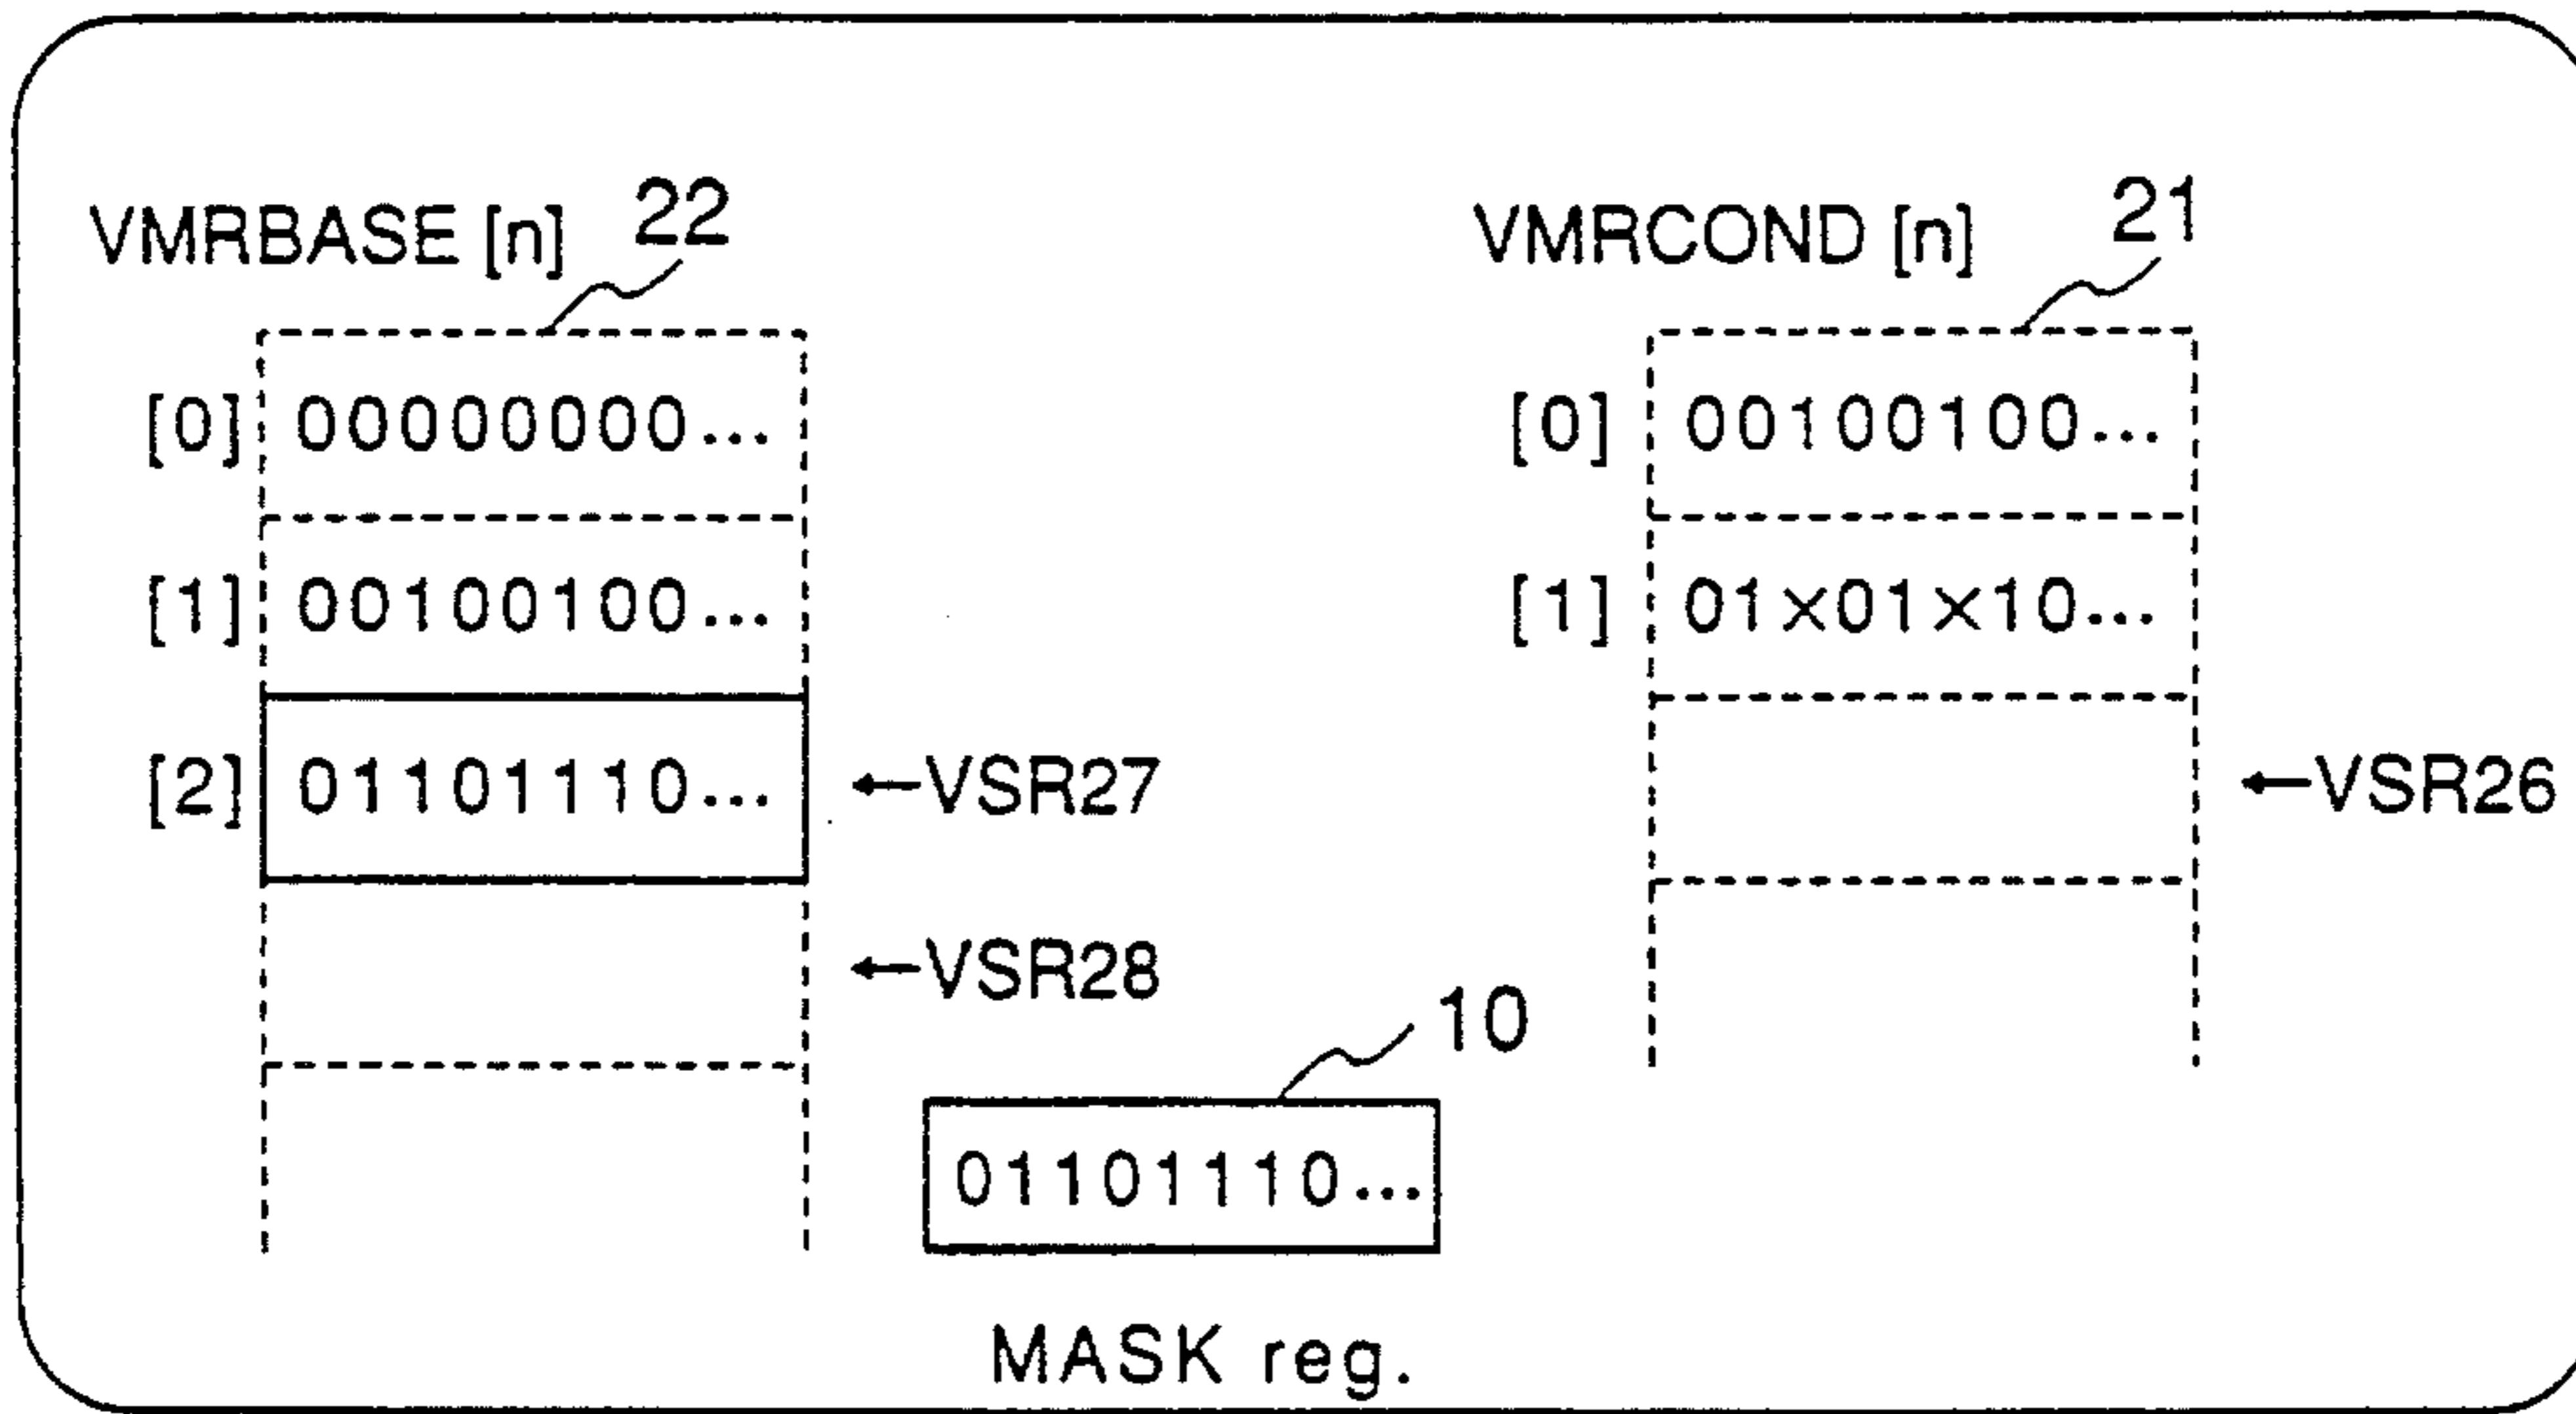 VMRBASE [n] 22
[0] 00000000...
[1] 00100100...
[2] 01101110... ←VSR27
←VSR28
VMRCOND [n] 21
[0] 00100100...
[1] 01×01×10...
←VSR26
10
01101110...
MASK reg.